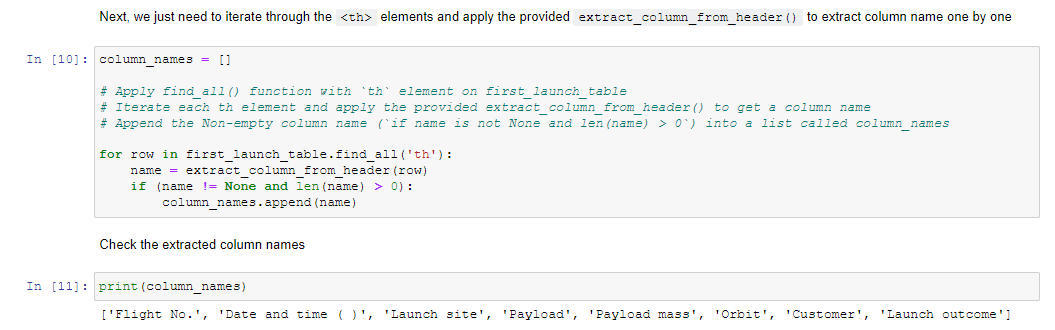 Next, we just need to iterate through the <th> elements and apply the provided extract_column_from_header() to extract column name one by one
In [10]: column_names = []
# Apply find_all() function with `th` element on first_launch_table
# Iterate each th element and apply the provided extract_column_from_header() to get a column name
# Append the Non-empty column name (`if name is not None and len(name) > 0`) into a list called column_names
for row in first_launch_table.find_all('th'):
    name = extract_column_from_header(row)
    if (name != None and len(name) > 0):
        column_names.append(name)
Check the extracted column names
In [11]: print(column_names)
['Flight No.', 'Date and time ( )', 'Launch site', 'Payload', 'Payload mass', 'Orbit', 'Customer', 'Launch outcome']